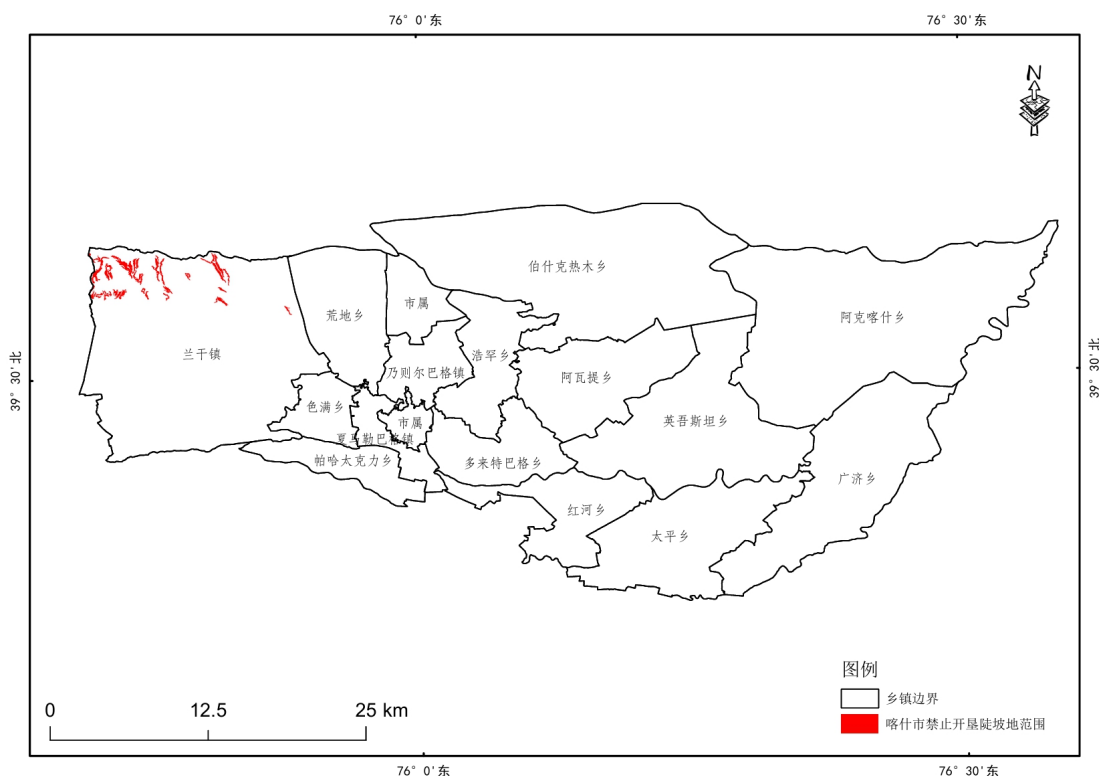 76° 0'东
76° 30'东
N
伯什克热木乡
市属
荒地乡
阿克喀什乡
兰干镇
浩罕乡
乃则尔巴格镇
阿瓦提乡
39° 30'北
39° 30'北
色满乡
市属
英吾斯坦乡
夏马勒巴格镇
帕哈太克力乡
多来特巴格乡
广济乡
红河乡
太平乡
图例
乡镇边界
喀什市禁止开垦陡坡地范围
0 12.5 25 km
76° 0'东
76° 30'东